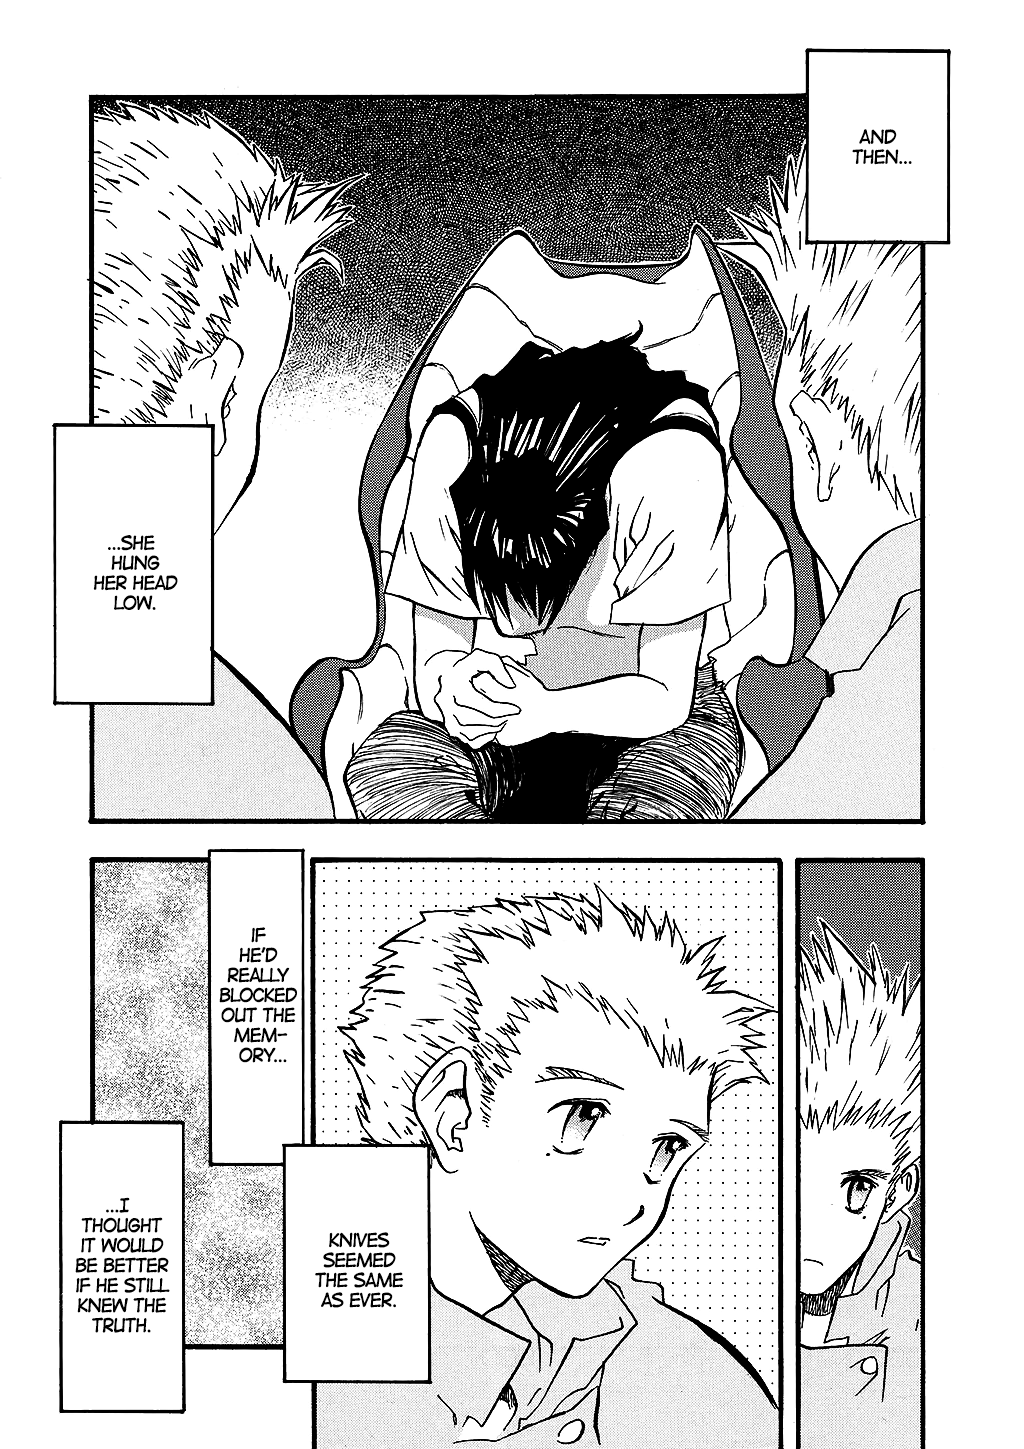 AND
THEN...
...SHE
HUNG
HER HEAD
LOW.
KNIVES
SEEMED
THE SAME
AS EVER.
IF
HE'D
REALLY
BLOCKED
OUT THE
MEM-
ORY...
...I
THOUGHT
IT WOULD
BE BETTER
IF HE STILL
KNEW THE
TRUTH.